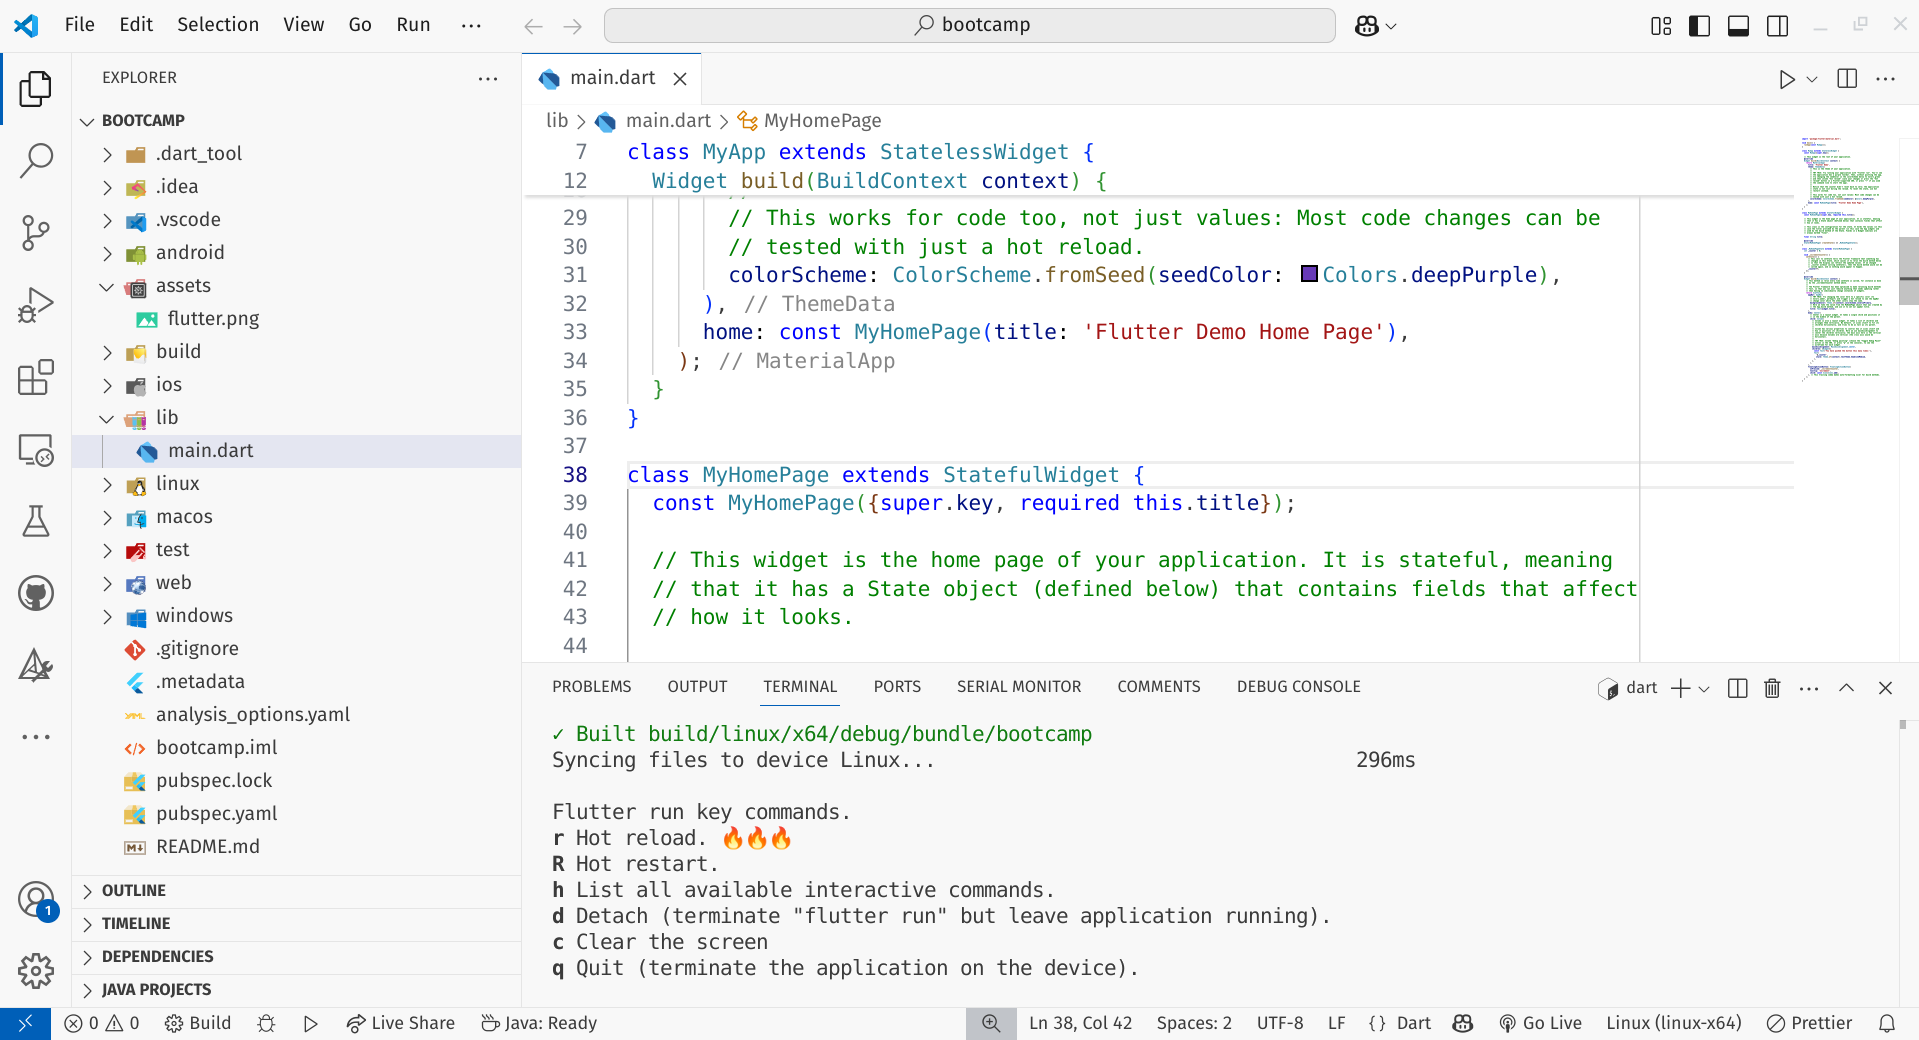 File Edit Selection View Go Run ···
bootcamp
EXPLORER
BOOTCAMP
.dart_tool
.idea
.vscode
android
assets
flutter.png
build
ios
lib
main.dart
linux
macos
test
web
windows
.gitignore
.metadata
analysis_options.yaml
bootcamp.iml
pubspec.lock
pubspec.yaml
README.md
OUTLINE
TIMELINE
DEPENDENCIES
JAVA PROJECTS
1
main.dart
lib > main.dart > MyHomePage
7 class MyApp extends StatelessWidget {
12 Widget build(BuildContext context) {
29 // This works for code too, not just values: Most code changes can be
30 // tested with just a hot reload.
31 colorScheme: ColorScheme.fromSeed(seedColor: Colors.deepPurple),
32 ), // ThemeData
33 home: const MyHomePage(title: 'Flutter Demo Home Page'),
34 ); // MaterialApp
35 }
36 }
37
38 class MyHomePage extends StatefulWidget {
39 const MyHomePage({super.key, required this.title});
40
41 // This widget is the home page of your application. It is stateful, meaning
42 // that it has a State object (defined below) that contains fields that affect
43 // how it looks.
44
PROBLEMS OUTPUT TERMINAL PORTS SERIAL MONITOR COMMENTS DEBUG CONSOLE dart
✓ Built build/linux/x64/debug/bundle/bootcamp
Syncing files to device Linux... 296ms
Flutter run key commands.
r Hot reload. 🔥🔥🔥
R Hot restart.
h List all available interactive commands.
d Detach (terminate "flutter run" but leave application running).
c Clear the screen
q Quit (terminate the application on the device).
0 0 Build Live Share Java: Ready Ln 38, Col 42 Spaces: 2 UTF-8 LF {} Dart Go Live Linux (linux-x64) Prettier